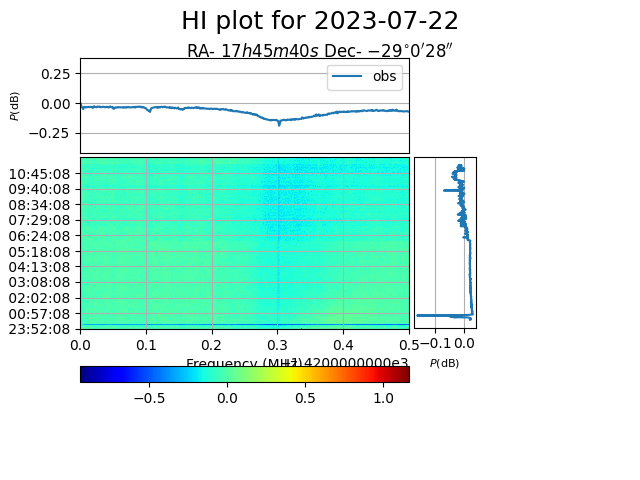 HI plot for 2023-07-22
RA- 17h45m40s Dec- −29°0′28″
0.25
0.00
−0.25
P(dB)
obs
10:45:08
09:40:08
08:34:08
07:29:08
06:24:08
05:18:08
04:13:08
03:08:08
02:02:08
00:57:08
23:52:08
0.0 0.1 0.2 0.3 0.4 0.5
−0.1 0.0
P(dB)
Frequency (MHz)
4200000000e3
−0.5 0.0 0.5 1.0